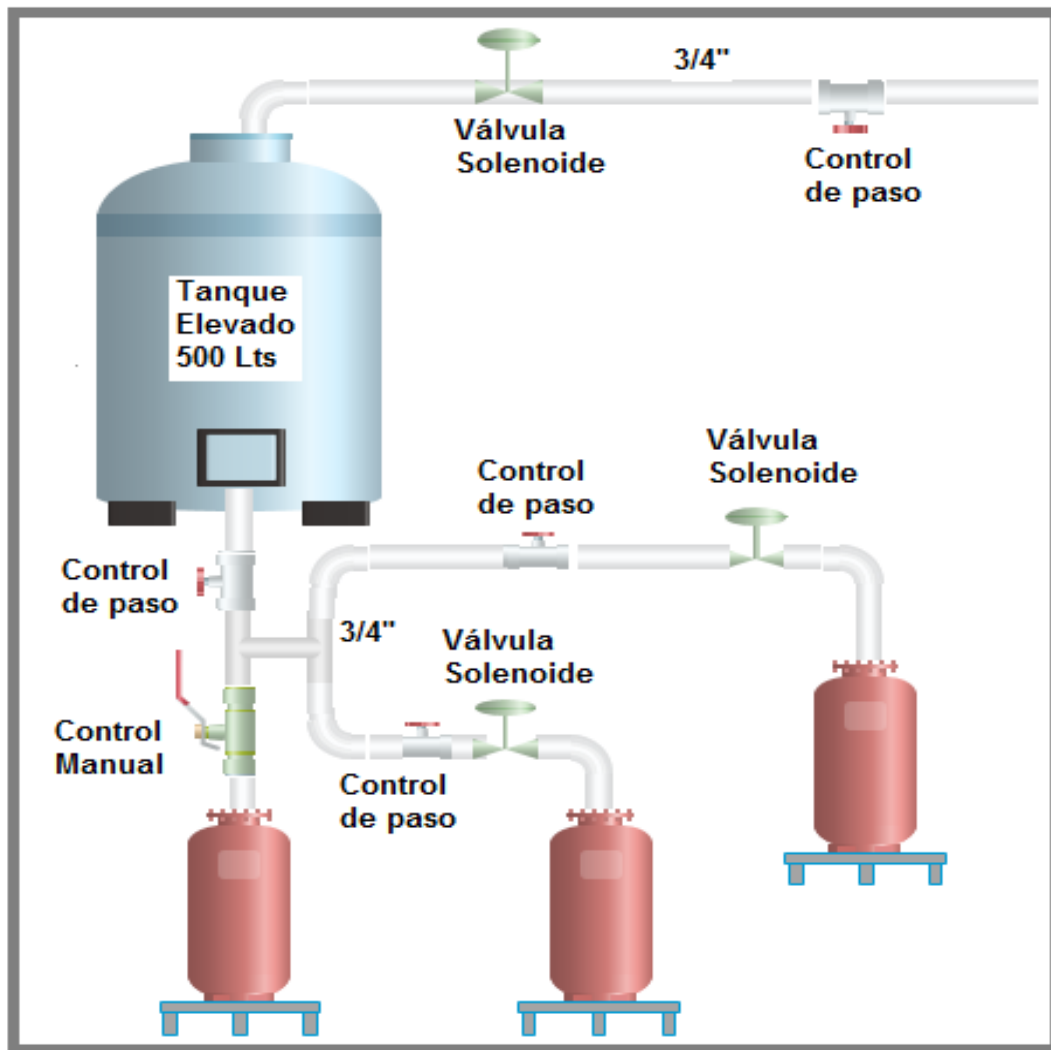 3/4"
Válvula
Solenoide
Control
de paso
Tanque
Elevado
500 Lts
Válvula
Solenoide
Control
de paso
Control
de paso
3/4"
Válvula
Solenoide
Control
Manual
Control
de paso